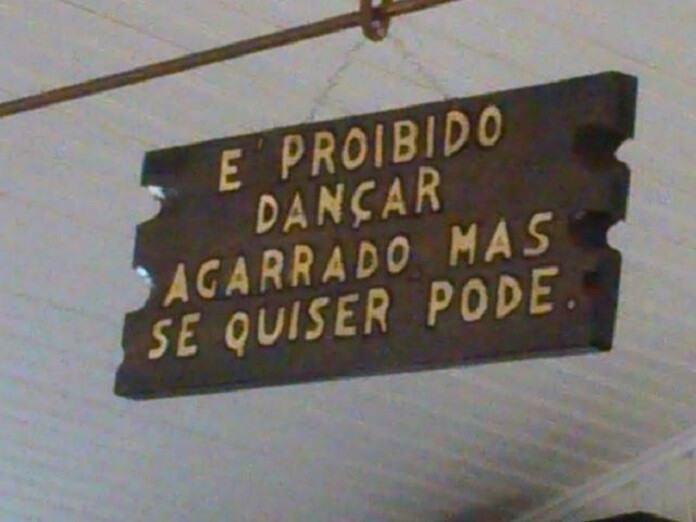 E' PROIBIDO
DANÇAR
AGARRADO MAS
SE QUISER PODE.